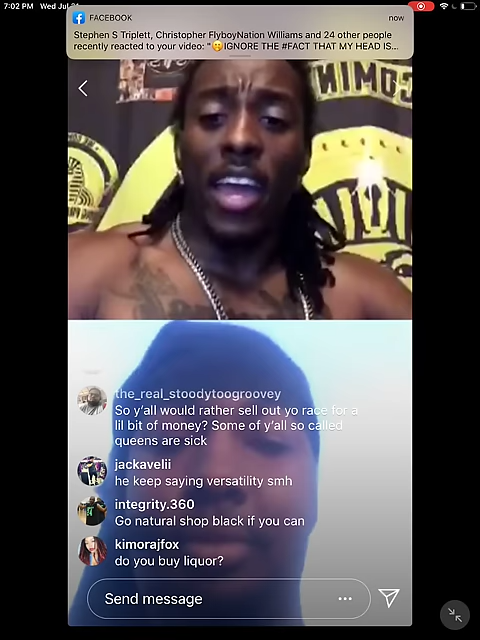 7:02 PM Wed Jul
FACEBOOK
now
Stephen S Triplett, Christopher FlyboyNation Williams and 24 other people
recently reacted to your video: "🤫IGNORE THE #FACT THAT MY HEAD IS...
COMING
the_real_stoodytoogroovey
So y'all would rather sell out yo race for a
lil bit of money? Some of y'all so called
queens are sick
jackavelii
he keep saying versatility smh
integrity.360
Go natural shop black if you can
kimorajfox
do you buy liquor?
Send message